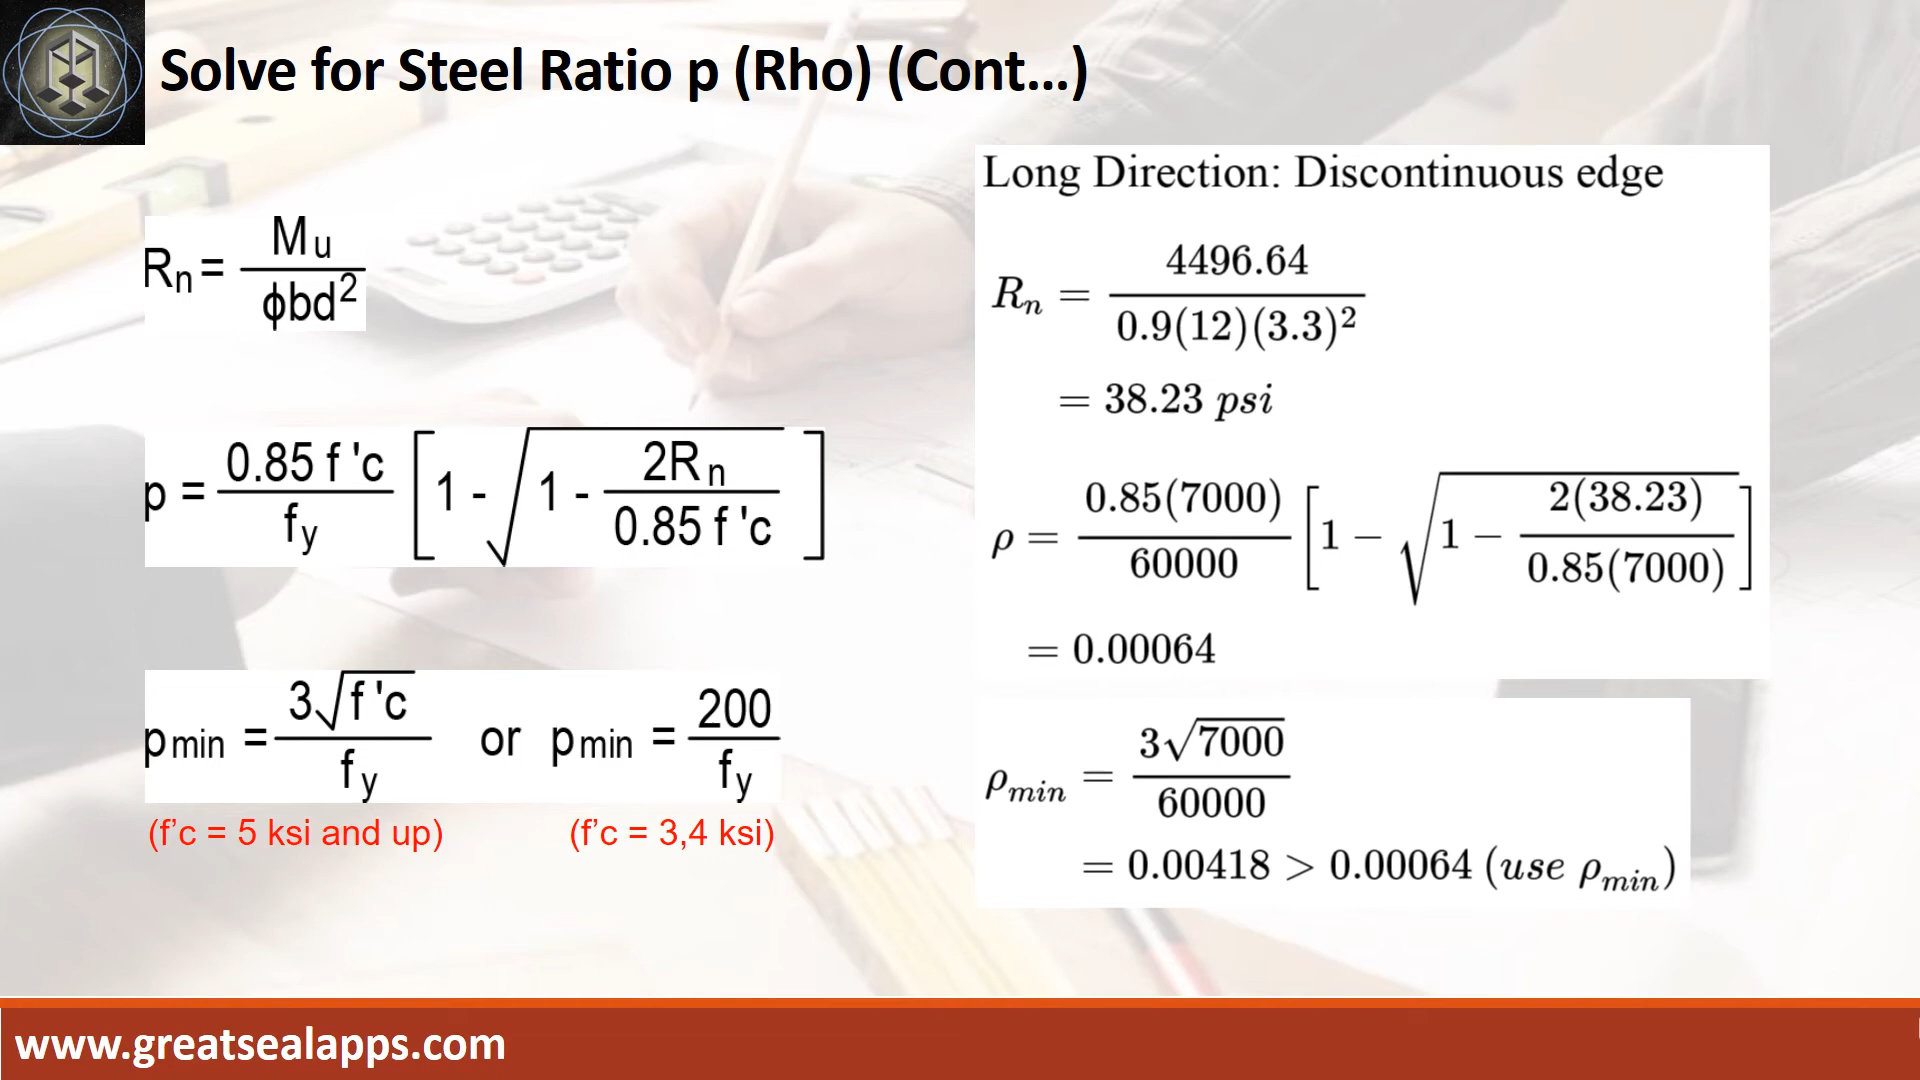 Solve for Steel Ratio p (Rho) (Cont...)
Rn = Mu / ϕbd²
p = 0.85 f 'c / fy [1 - √(1 - 2Rn / 0.85 f 'c)]
pmin = 3√f 'c / fy or pmin = 200 / fy
(f’c = 5 ksi and up) (f’c = 3,4 ksi)
Long Direction: Discontinuous edge
Rn = 4496.64 / 0.9(12)(3.3)²
= 38.23 psi
ρ = 0.85(7000) / 60000 [1 − √(1 − 2(38.23) / 0.85(7000))]
= 0.00064
ρmin = 3√7000 / 60000
= 0.00418 > 0.00064 (use ρmin)
www.greatsealapps.com